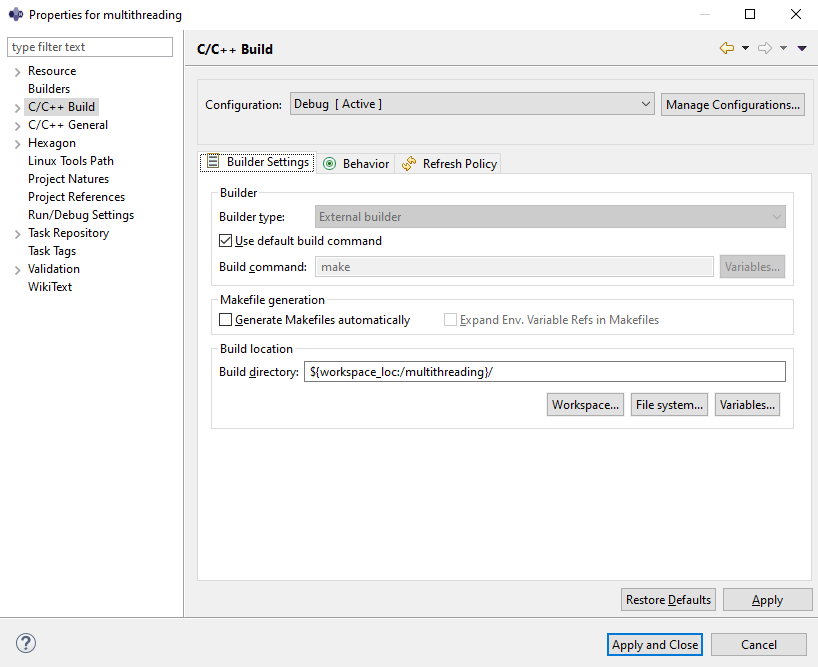 Properties for multithreading
type filter text
C/C++ Build
Resource
Builders
C/C++ Build
C/C++ General
Hexagon
Linux Tools Path
Project Natures
Project References
Run/Debug Settings
Task Repository
Task Tags
Validation
WikiText
Configuration: Debug [ Active ] Manage Configurations...
Builder Settings Behavior Refresh Policy
Builder
Builder type: External builder
Use default build command
Build command: make Variables...
Makefile generation
Generate Makefiles automatically Expand Env. Variable Refs in Makefiles
Build location
Build directory: ${workspace_loc:/multithreading}/
Workspace... File system... Variables...
Restore Defaults Apply
? Apply and Close Cancel